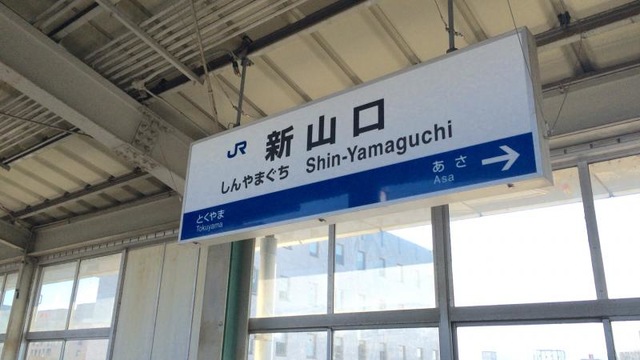 JR 新山口
しんやまぐち Shin-Yamaguchi
とくやま
Tokuyama
あさ →
Asa